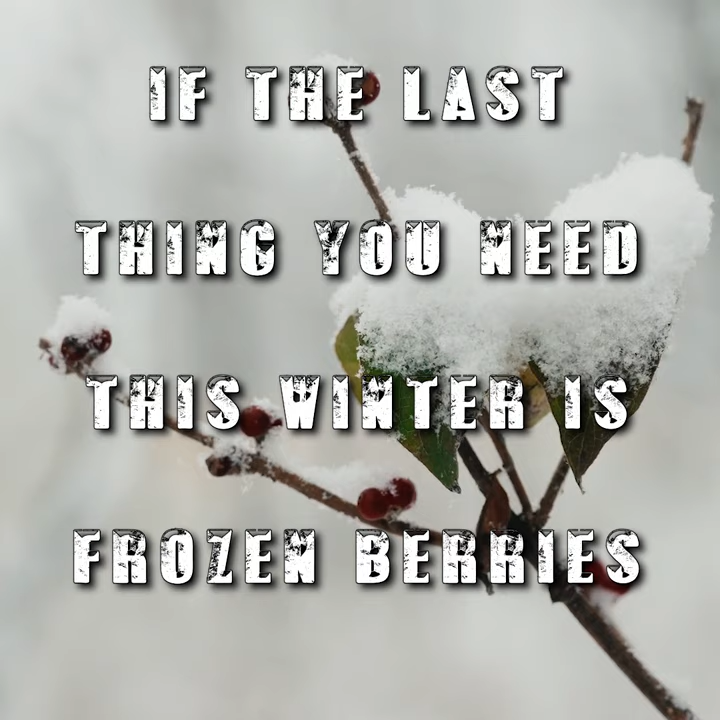 IF THE LAST
THING YOU NEED
THIS WINTER IS
FROZEN BERRIES